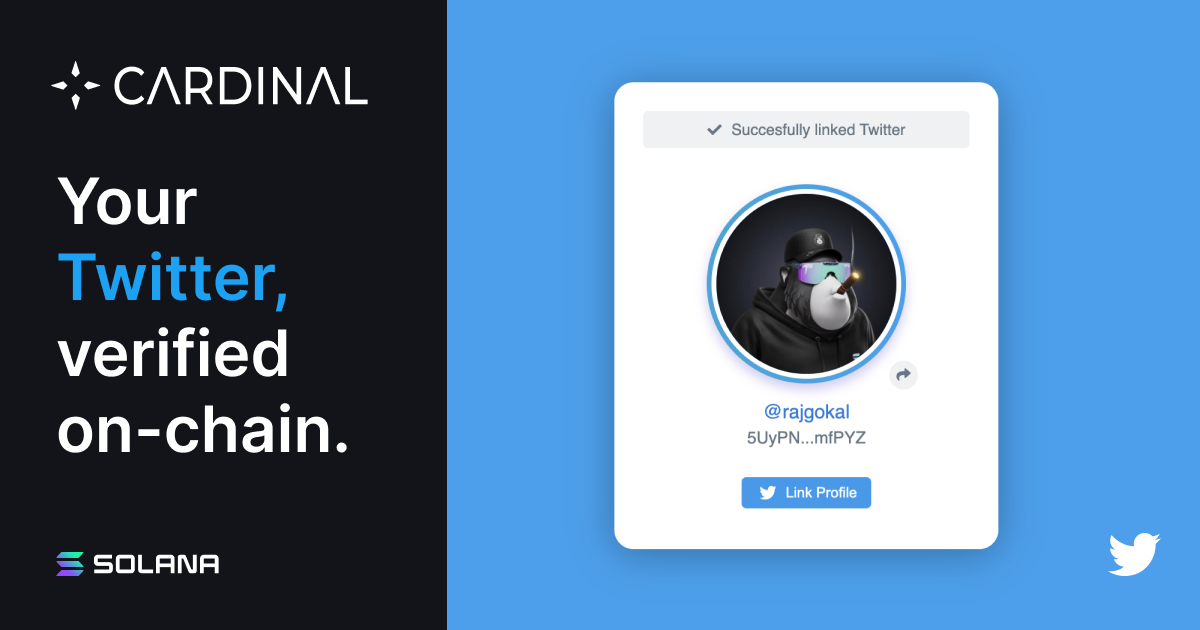 CARDINAL
Your
Twitter,
verified
on-chain.
SOLANA
Succesfully linked Twitter
@rajgokal
5UyPN...mfPYZ
Link Profile